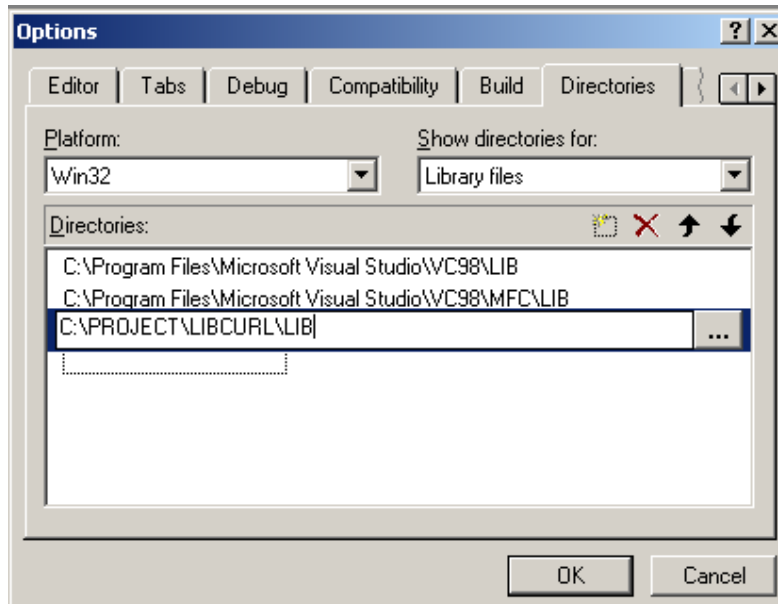 Options
Editor Tabs Debug Compatibility Build Directories
Platform: Show directories for:
Win32 Library files
Directories:
C:\Program Files\Microsoft Visual Studio\VC98\LIB
C:\Program Files\Microsoft Visual Studio\VC98\MFC\LIB
C:\PROJECT\LIBCURL\LIB
...
OK Cancel